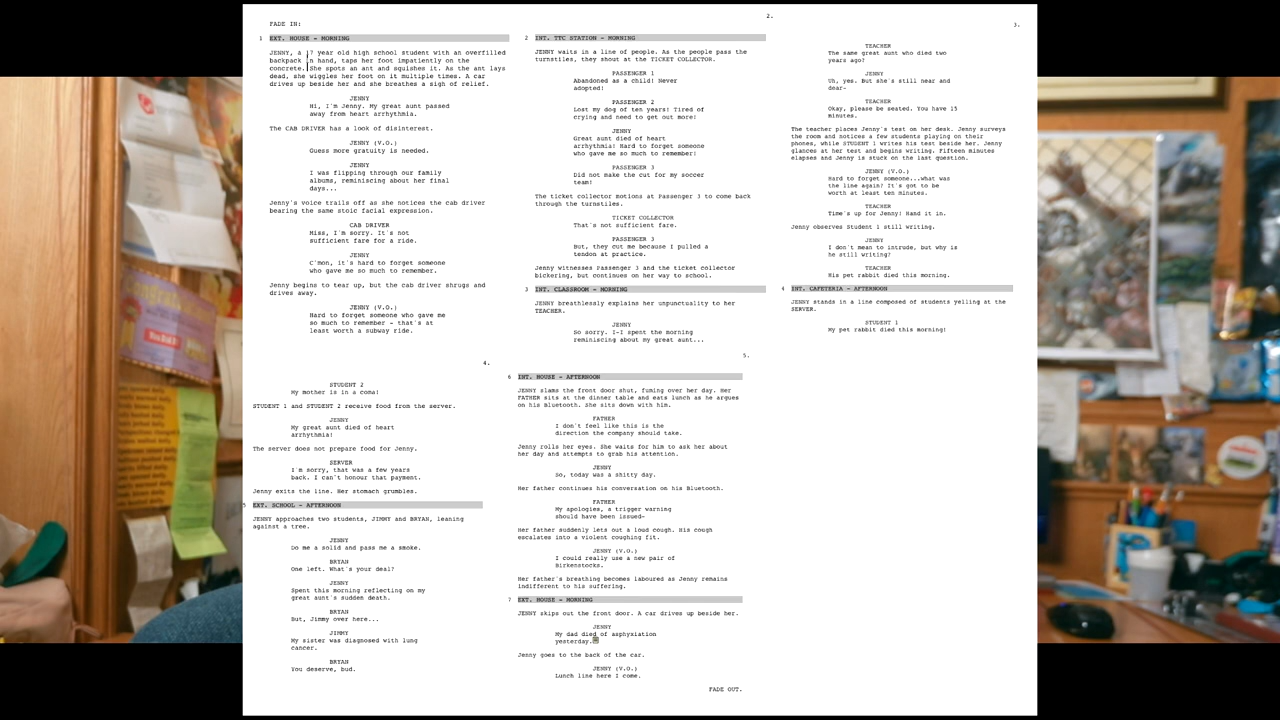 FADE IN:
1 EXT. HOUSE - MORNING
JENNY, a 17 year old high school student with an overfilled
backpack in hand, taps her foot impatiently on the
concrete. She spots an ant and squishes it. As the ant lays
dead, she wiggles her foot on it multiple times. A car
drives up beside her and she breathes a sigh of relief.
JENNY
Hi, I'm Jenny. My great aunt passed
away from heart arrhythmia.
The CAB DRIVER has a look of disinterest.
JENNY (V.O.)
Guess more gratuity is needed.
JENNY
I was flipping through our family
albums, reminiscing about her final
days...
Jenny's voice trails off as she notices the cab driver
bearing the same stoic facial expression.
CAB DRIVER
Miss, I'm sorry. It's not
sufficient fare for a ride.
JENNY
C'mon, it's hard to forget someone
who gave me so much to remember.
Jenny begins to tear up, but the cab driver shrugs and
drives away.
JENNY (V.O.)
Hard to forget someone who gave me
so much to remember - that's at
least worth a subway ride.
2.
2 INT. TTC STATION - MORNING
JENNY waits in a line of people. As the people pass the
turnstiles, they shout at the TICKET COLLECTOR.
PASSENGER 1
Abandoned as a child! Never
adopted!
PASSENGER 2
Lost my dog of ten years! Tired of
crying and need to get out more!
JENNY
Great aunt died of heart
arrhythmia! Hard to forget someone
who gave me so much to remember!
PASSENGER 3
Did not make the cut for my soccer
team!
The ticket collector motions at Passenger 3 to come back
through the turnstiles.
TICKET COLLECTOR
That's not sufficient fare.
PASSENGER 3
But, they cut me because I pulled a
tendon at practice.
Jenny witnesses Passenger 3 and the ticket collector
bickering, but continues on her way to school.
3 INT. CLASSROOM - MORNING
JENNY breathlessly explains her unpunctuality to her
TEACHER.
JENNY
So sorry. I-I spent the morning
reminiscing about my great aunt...
3.
TEACHER
The same great aunt who died two
years ago?
JENNY
Uh, yes. But she's still near and
dear-
TEACHER
Okay, please be seated. You have 15
minutes.
The teacher places Jenny's test on her desk. Jenny surveys
the room and notices a few students playing on their
phones, while STUDENT 1 writes his test beside her. Jenny
glances at her test and begins writing. Fifteen minutes
elapses and Jenny is stuck on the last question.
JENNY (V.O.)
Hard to forget someone...what was
the line again? It's got to be
worth at least ten minutes.
TEACHER
Time's up for Jenny! Hand it in.
Jenny observes Student 1 still writing.
JENNY
I don't mean to intrude, but why is
he still writing?
TEACHER
His pet rabbit died this morning.
4 INT. CAFETERIA - AFTERNOON
JENNY stands in a line composed of students yelling at the
SERVER.
STUDENT 1
My pet rabbit died this morning!
4.
STUDENT 2
My mother is in a coma!
STUDENT 1 and STUDENT 2 receive food from the server.
JENNY
My great aunt died of heart
arrhythmia!
The server does not prepare food for Jenny.
SERVER
I'm sorry, that was a few years
back. I can't honour that payment.
Jenny exits the line. Her stomach grumbles.
5 EXT. SCHOOL - AFTERNOON
JENNY approaches two students, JIMMY and BRYAN, leaning
against a tree.
JENNY
Do me a solid and pass me a smoke.
BRYAN
One left. What's your deal?
JENNY
Spent this morning reflecting on my
great aunt's sudden death.
BRYAN
But, Jimmy over here...
JIMMY
My sister was diagnosed with lung
cancer.
BRYAN
You deserve, bud.
5.
6 INT. HOUSE - AFTERNOON
JENNY slams the front door shut, fuming over her day. Her
FATHER sits at the dinner table and eats lunch as he argues
on his Bluetooth. She sits down with him.
FATHER
I don't feel like this is the
direction the company should take.
Jenny rolls her eyes. She waits for him to ask her about
her day and attempts to grab his attention.
JENNY
So, today was a shitty day.
Her father continues his conversation on his Bluetooth.
FATHER
My apologies, a trigger warning
should have been issued-
Her father suddenly lets out a loud cough. His cough
escalates into a violent coughing fit.
JENNY (V.O.)
I could really use a new pair of
Birkenstocks.
Her father's breathing becomes laboured as Jenny remains
indifferent to his suffering.
7 EXT. HOUSE - MORNING
JENNY skips out the front door. A car drives up beside her.
JENNY
My dad died of asphyxiation
yesterday.
Jenny goes to the back of the car.
JENNY (V.O.)
Lunch line here I come.
FADE OUT.